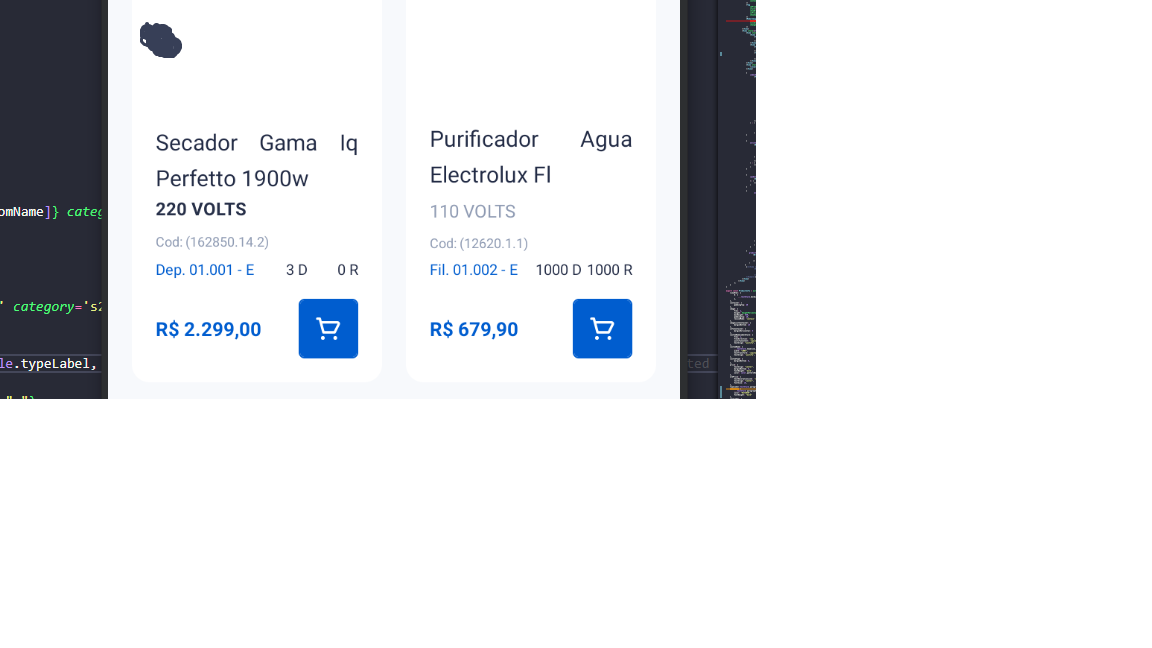 Secador Gama Iq
Perfetto 1900w
220 VOLTS
Cod: (162850.14.2)
Dep. 01.001 - E 3 D 0 R
R$ 2.299,00
Purificador Agua
Electrolux Fl
110 VOLTS
Cod: (12620.1.1)
Fil. 01.002 - E 1000 D 1000 R
R$ 679,90
omName]} categ
' category='s2
le.typeLabel,
ted